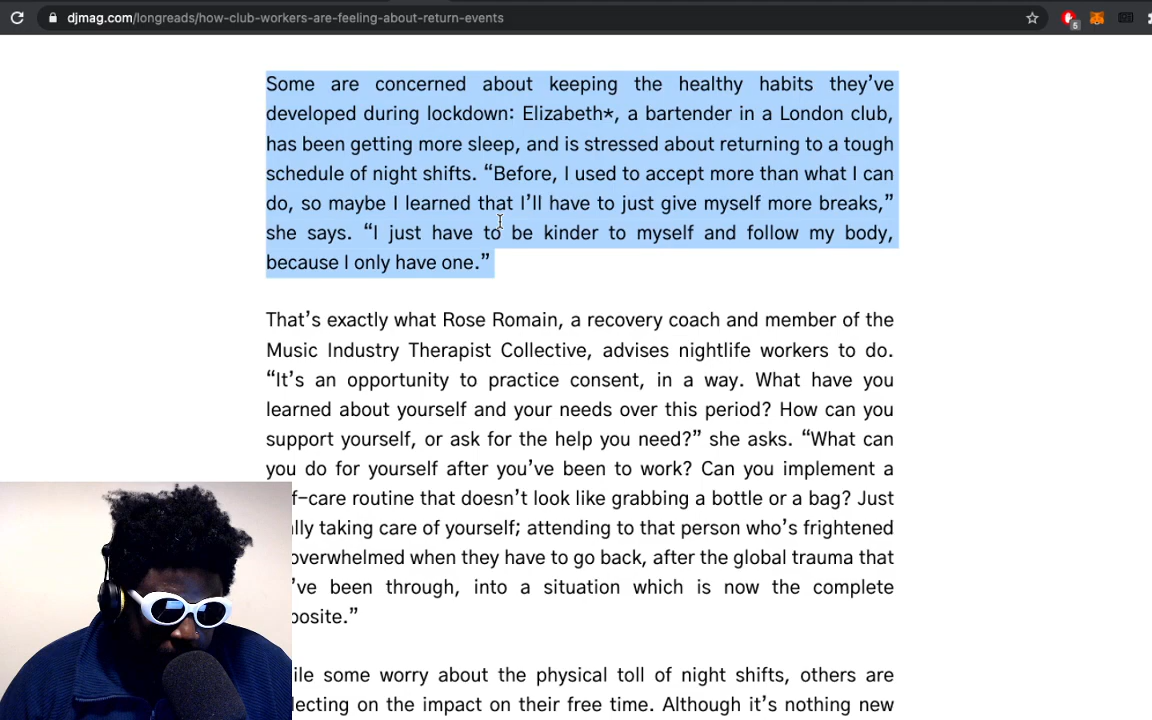 djmag.com/longreads/how-club-workers-are-feeling-about-return-events
5
Some are concerned about keeping the healthy habits they’ve
developed during lockdown: Elizabeth*, a bartender in a London club,
has been getting more sleep, and is stressed about returning to a tough
schedule of night shifts. “Before, I used to accept more than what I can
do, so maybe I learned that I’ll have to just give myself more breaks,”
she says. “I just have to be kinder to myself and follow my body,
because I only have one.”
That’s exactly what Rose Romain, a recovery coach and member of the
Music Industry Therapist Collective, advises nightlife workers to do.
“It’s an opportunity to practice consent, in a way. What have you
learned about yourself and your needs over this period? How can you
support yourself, or ask for the help you need?” she asks. “What can
you do for yourself after you’ve been to work? Can you implement a
f-care routine that doesn’t look like grabbing a bottle or a bag? Just
lly taking care of yourself; attending to that person who’s frightened
overwhelmed when they have to go back, after the global trauma that
’ve been through, into a situation which is now the complete
posite.”
ile some worry about the physical toll of night shifts, others are
lecting on the impact on their free time. Although it’s nothing new